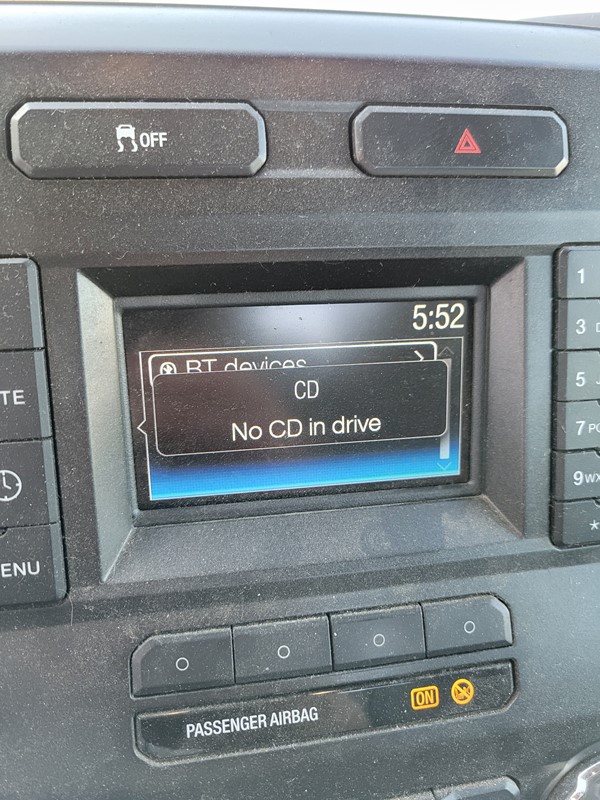 OFF
5:52
BT devices
CD
No CD in drive
1
3
5
7
9
*
TE
ENU
ON
PASSENGER AIRBAG